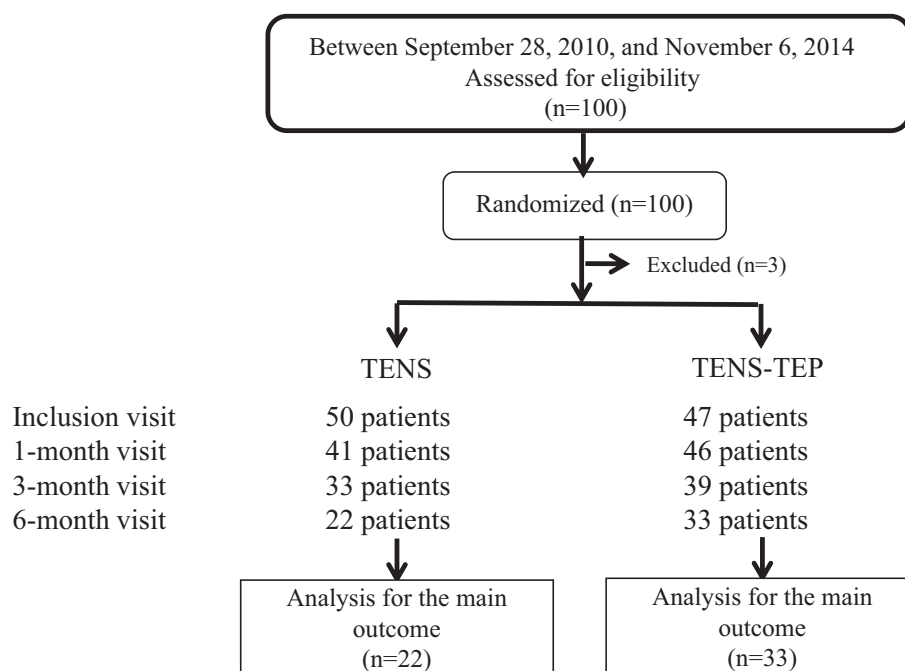 Between September 28, 2010, and November 6, 2014
Assessed for eligibility
(n=100)
Randomized (n=100)
Excluded (n=3)
TENS
TENS-TEP
Inclusion visit 50 patients 47 patients
1-month visit 41 patients 46 patients
3-month visit 33 patients 39 patients
6-month visit 22 patients 33 patients
Analysis for the main
outcome
(n=22)
Analysis for the main
outcome
(n=33)